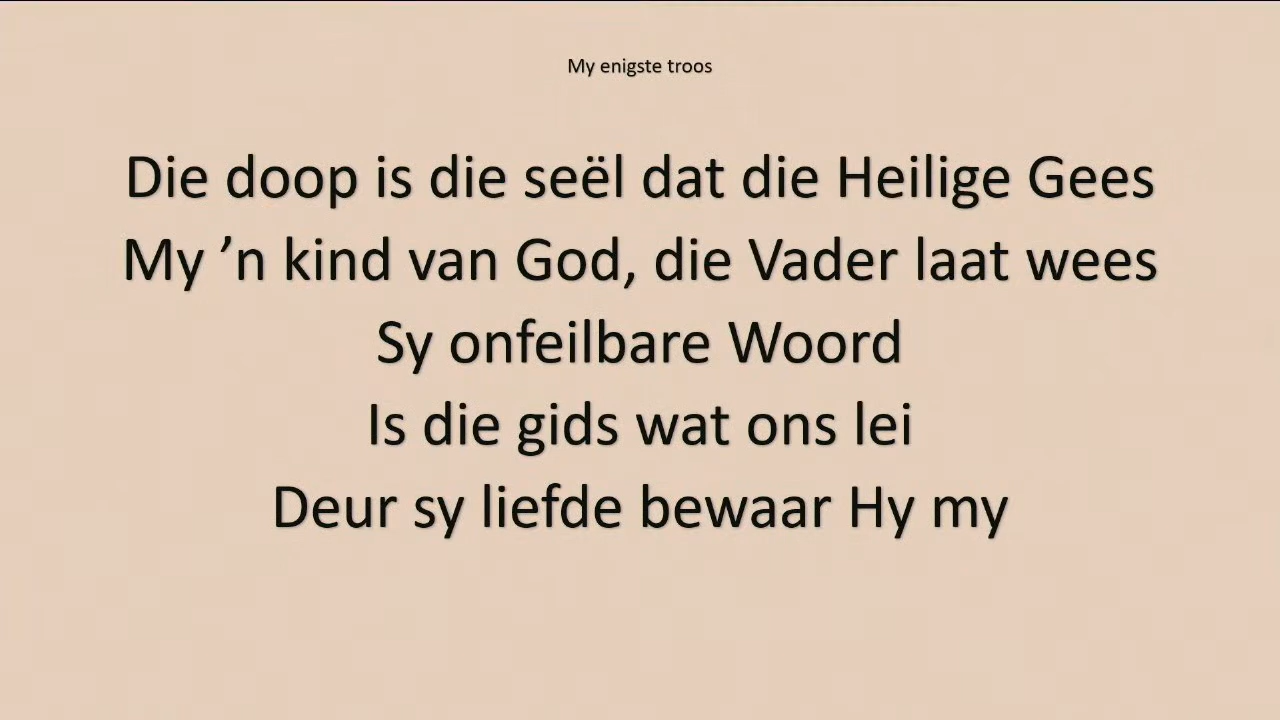 My enigste troos
Die doop is die seël dat die Heilige Gees
My ’n kind van God, die Vader laat wees
Sy onfeilbare Woord
Is die gids wat ons lei
Deur sy liefde bewaar Hy my